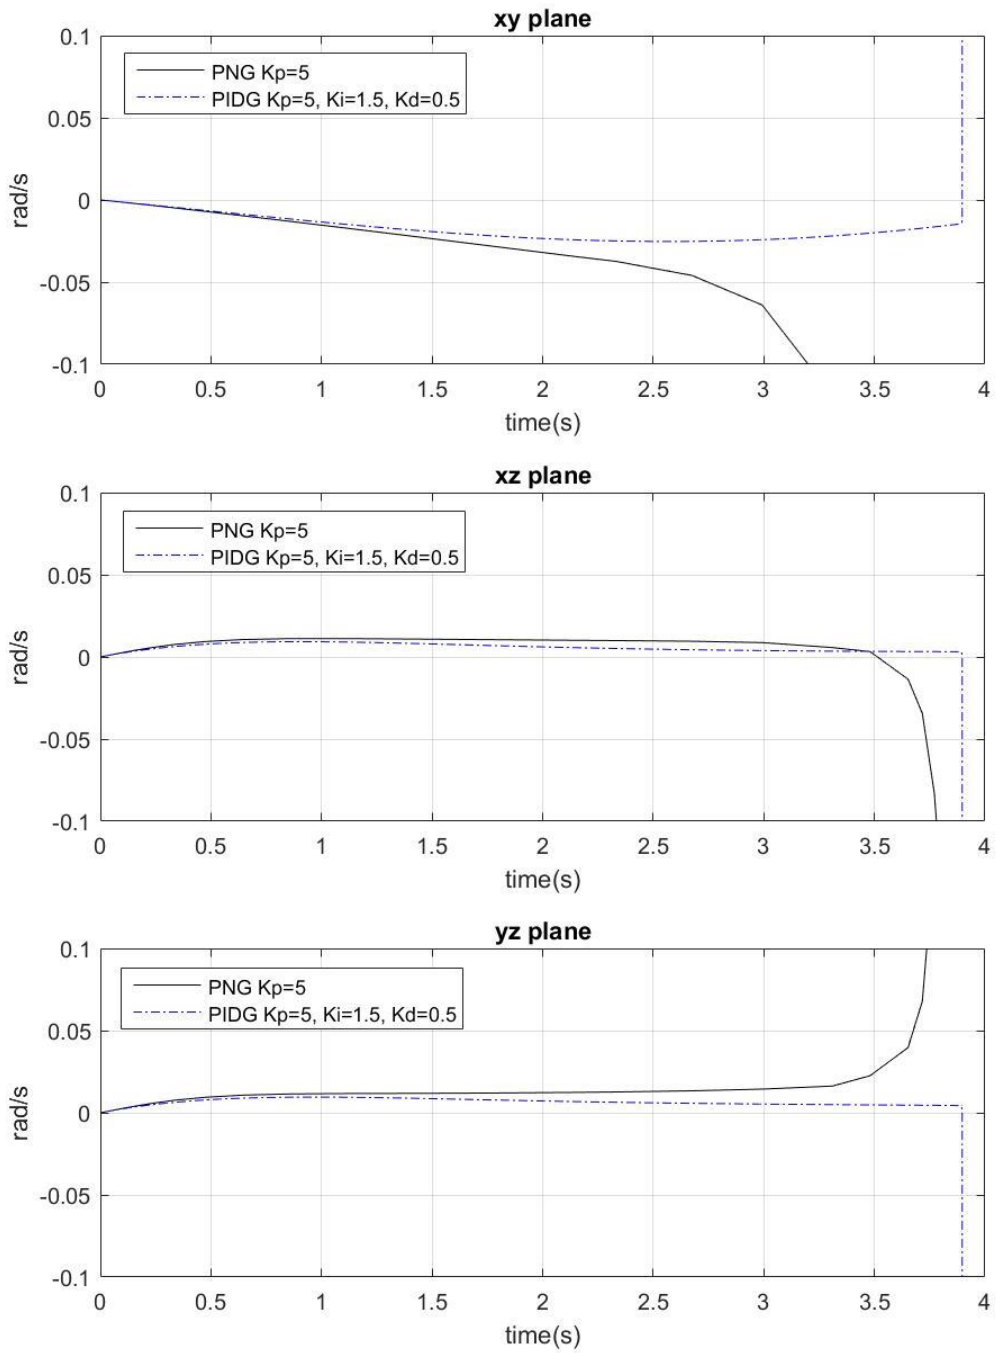 xy plane
0.1
PNG Kp=5
PIDG Kp=5, Ki=1.5, Kd=0.5
0.05
0
rad/s
-0.05
-0.1
0 0.5 1 1.5 2 2.5 3 3.5 4
time(s)
xz plane
0.1
PNG Kp=5
PIDG Kp=5, Ki=1.5, Kd=0.5
0.05
0
rad/s
-0.05
-0.1
0 0.5 1 1.5 2 2.5 3 3.5 4
time(s)
yz plane
0.1
PNG Kp=5
PIDG Kp=5, Ki=1.5, Kd=0.5
0.05
0
rad/s
-0.05
-0.1
0 0.5 1 1.5 2 2.5 3 3.5 4
time(s)